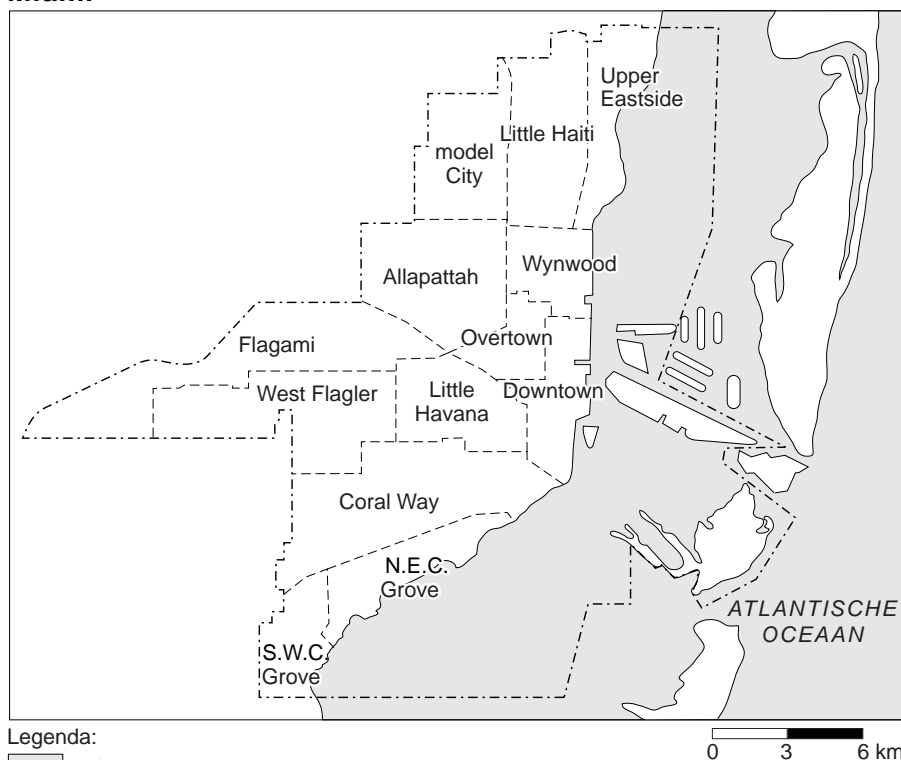 Upper
Eastside
Little Haiti
model
City
Wynwood
Allapattah
Overtown
Flagami
West Flagler
Little
Havana
Downtown
Coral Way
N.E.C.
Grove
ATLANTISCHE
OCEAAN
S.W.C.
Grove
Legenda:
0 3 6 km